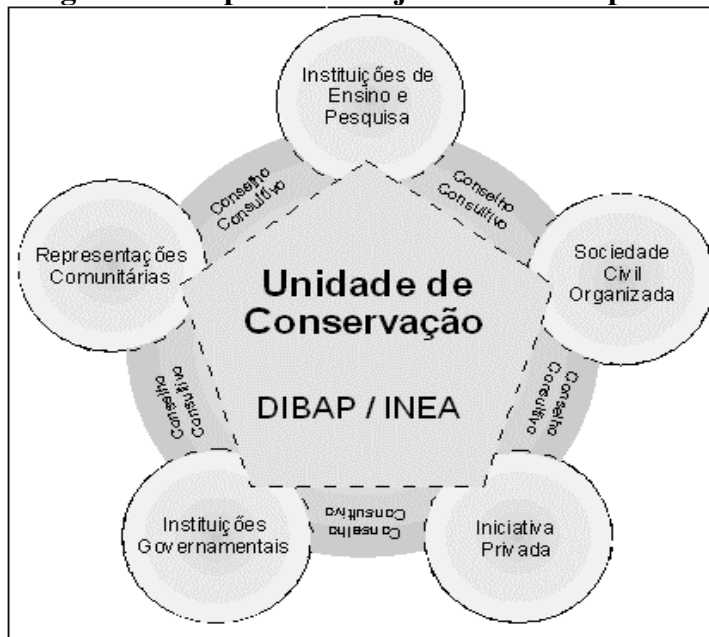 Instituições de
Ensino e
Pesquisa
Conselho
Consultivo
Conselho
Consultivo
Representações
Comunitárias
Sociedade
Civil
Organizada
Unidade de
Conservação
DIBAP / INEA
Conselho
Consultivo
Conselho
Consultivo
Instituições
Governamentais
Conselho
Consultivo
Iniciativa
Privada